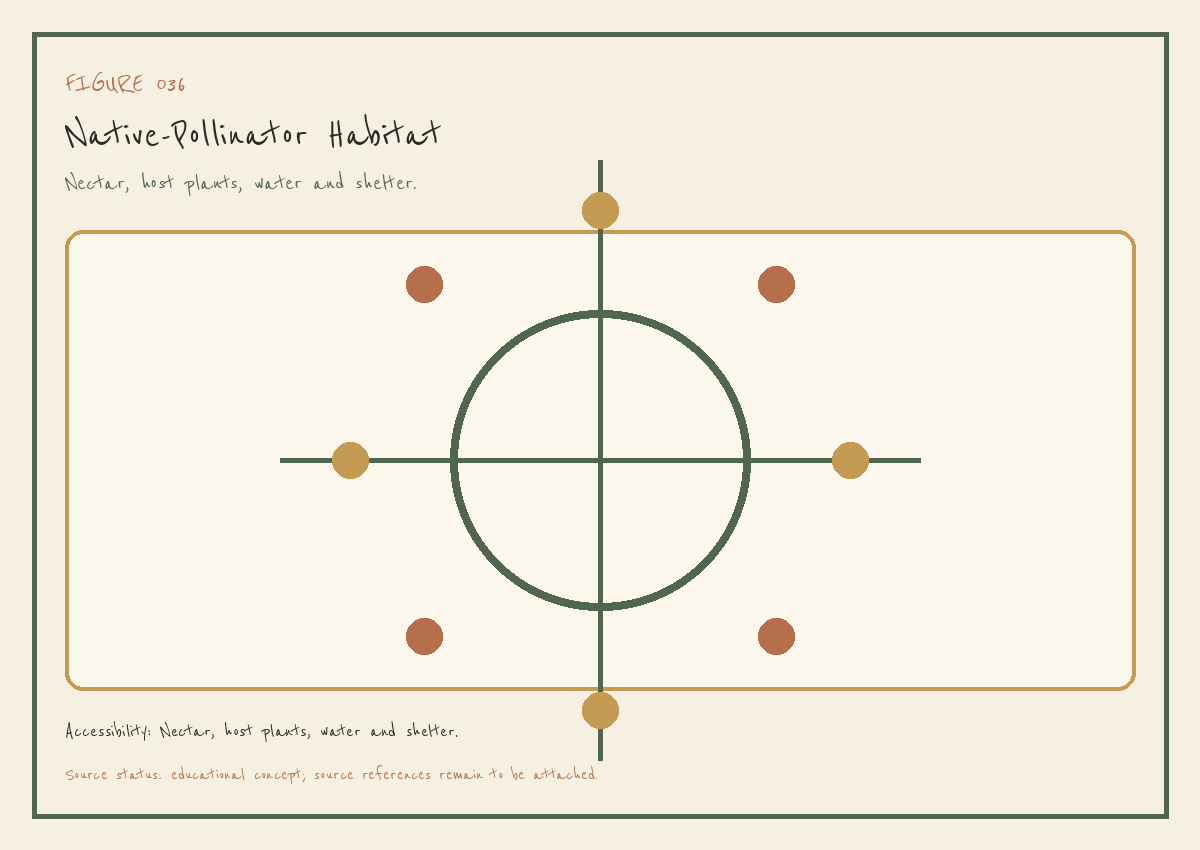 FIGURE 036
Native-Pollinator Habitat
Nectar, host plants, water and shelter.
Accessibility: Nectar, host plants, water and shelter.
Source status: educational concept; source references remain to be attached.